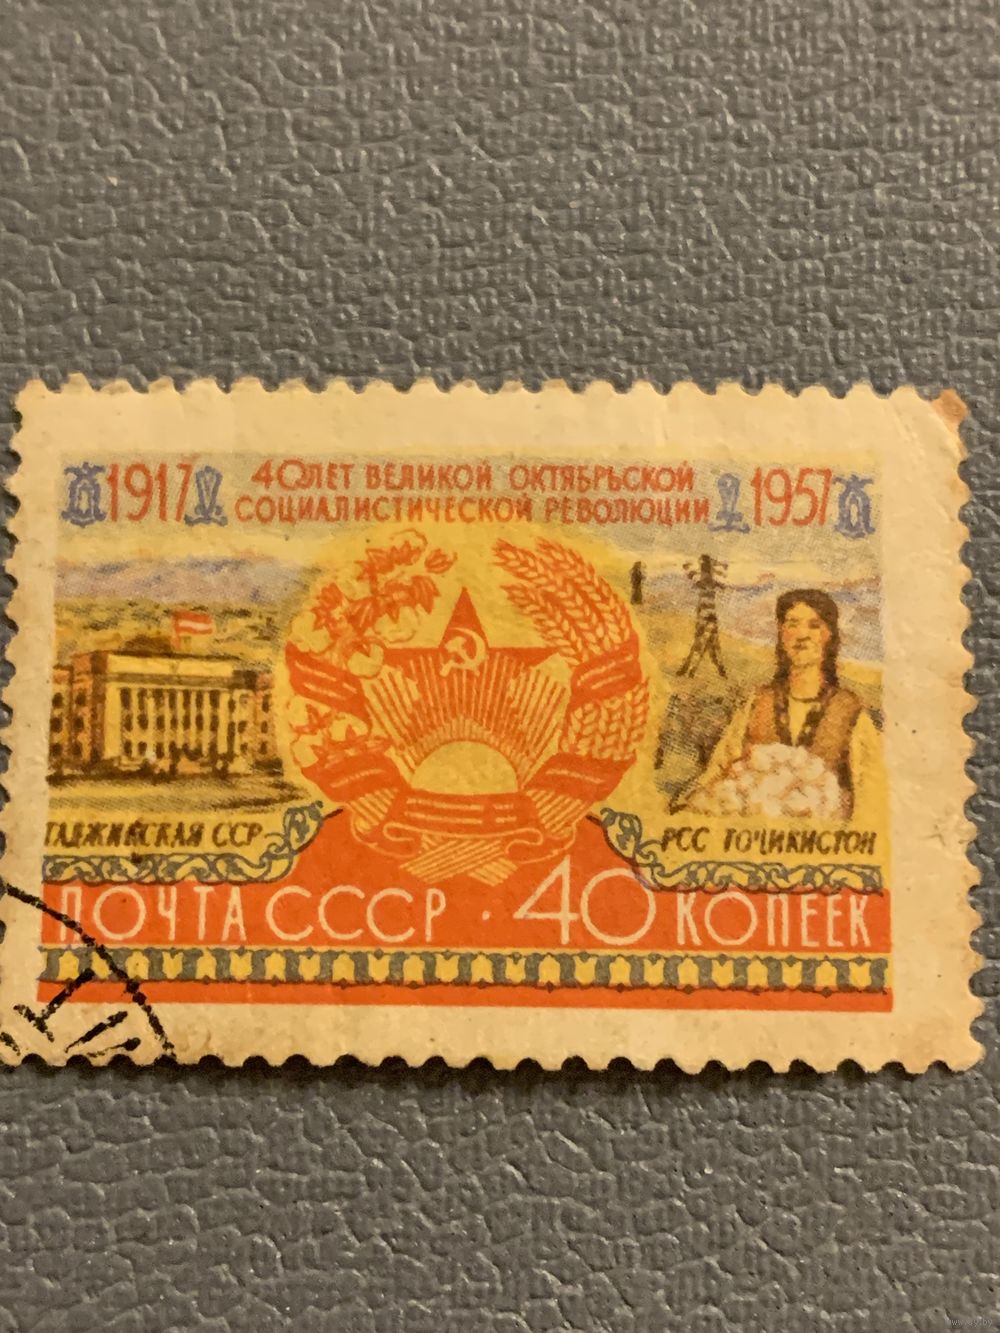 1917
40 ЛЕТ ВЕЛИКОЙ ОКТЯБРЬСКОЙ
СОЦИАЛИСТИЧЕСКОЙ РЕВОЛЮЦИИ
1957
ТАДЖИКСКАЯ ССР
РСС ТОҶИКИСТОН
ПОЧТА СССР · 40 КОПЕЕК